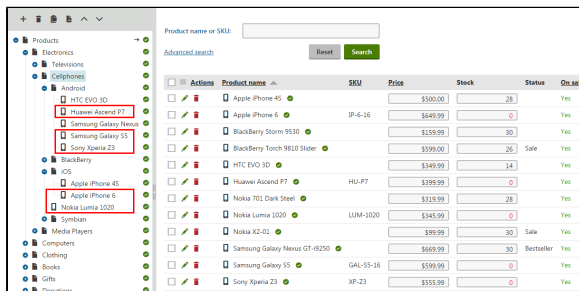 Products
Electronics
Televisions
Cellphones
Android
HTC EVO 3D
Huawei Ascend P7
Samsung Galaxy Nexus
Samsung Galaxy S5
Sony Xperia Z3
BlackBerry
iOS
Apple iPhone 4S
Apple iPhone 6
Nokia Lumia 1020
Symbian
Media Players
Computers
Clothing
Books
Gifts
Donations
Product name or SKU:
Advanced search Reset Search
Actions Product name SKU Price Stock Status On sa
Apple iPhone 4S $500.00 28 Yes
Apple iPhone 6 IP-6-16 $649.99 0 Yes
BlackBerry Storm 9530 $159.99 30 Yes
BlackBerry Torch 9810 Slider $599.00 26 Sale Yes
HTC EVO 3D $349.99 14 Yes
Huawei Ascend P7 HU-P7 $399.99 0 Yes
Nokia 701 Dark Steel $319.99 28 Yes
Nokia Lumia 1020 LUM-1020 $345.99 0 Yes
Nokia X2-01 $99.99 30 Sale Yes
Samsung Galaxy Nexus GT-i9250 $669.99 30 Bestseller Yes
Samsung Galaxy S5 GAL-S5-16 $599.99 0 Yes
Sony Xperia Z3 XP-Z3 $555.99 0 Yes